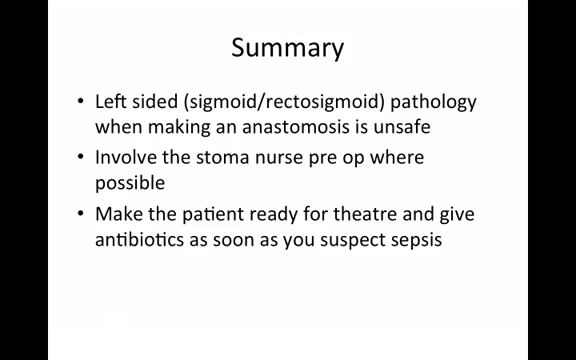 Summary
• Left sided (sigmoid/rectosigmoid) pathology
when making an anastomosis is unsafe
• Involve the stoma nurse pre op where
possible
• Make the patient ready for theatre and give
antibiotics as soon as you suspect sepsis